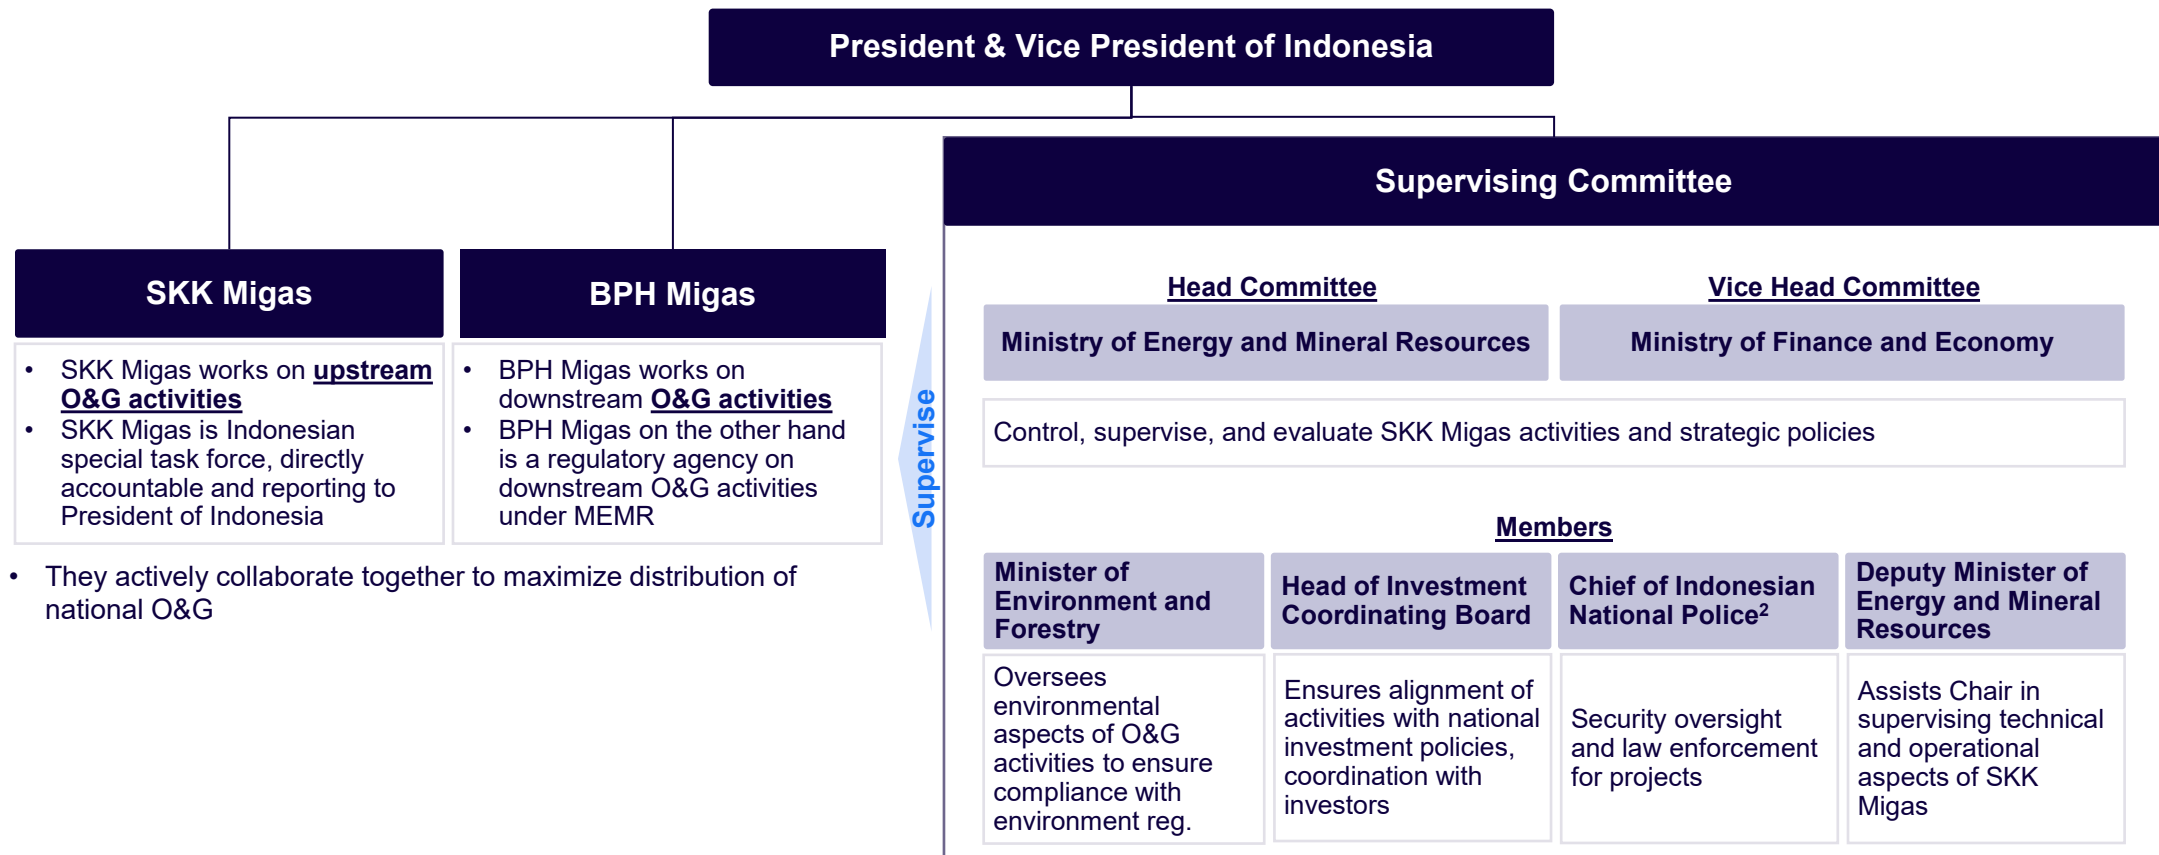 President & Vice President of Indonesia
SKK Migas
• SKK Migas works on upstream
O&G activities
• SKK Migas is Indonesian
special task force, directly
accountable and reporting to
President of Indonesia
BPH Migas
• BPH Migas works on
downstream O&G activities
• BPH Migas on the other hand
is a regulatory agency on
downstream O&G activities
under MEMR
• They actively collaborate together to maximize distribution of
national O&G
Supervise
Supervising Committee
Head Committee
Ministry of Energy and Mineral Resources
Vice Head Committee
Ministry of Finance and Economy
Control, supervise, and evaluate SKK Migas activities and strategic policies
Members
Minister of
Environment and
Forestry
Oversees
environmental
aspects of O&G
activities to ensure
compliance with
environment reg.
Head of Investment
Coordinating Board
Ensures alignment of
activities with national
investment policies,
coordination with
investors
Chief of Indonesian
National Police²
Security oversight
and law enforcement
for projects
Deputy Minister of
Energy and Mineral
Resources
Assists Chair in
supervising technical
and operational
aspects of SKK
Migas